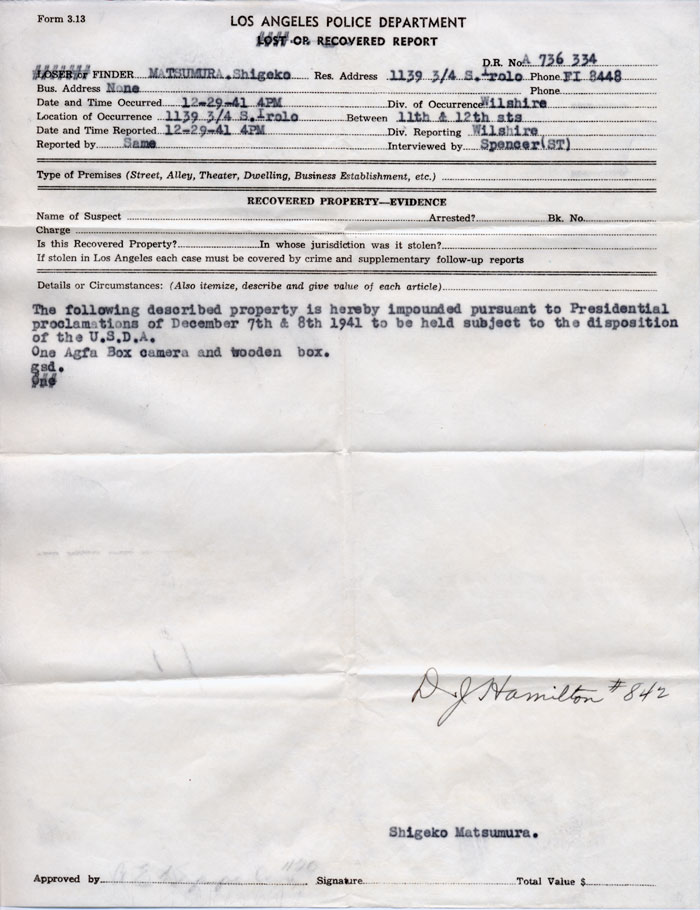 Form 3.13
LOS ANGELES POLICE DEPARTMENT
LOST OR RECOVERED REPORT
D.R. No. A 736 334
LOSER or FINDER MATSUMURA.Shigeko Res. Address 1139 3/4 S.Irolo Phone FI 8448
Bus. Address None Phone
Date and Time Occurred 12-29-41 4PM Div. of Occurrence Wilshire
Location of Occurrence 1139 3/4 S.Irolo Between 11th & 12th sts
Date and Time Reported 12-29-41 4PM Div. Reporting Wilshire
Reported by Same Interviewed by Spencer(ST)
Type of Premises (Street, Alley, Theater, Dwelling, Business Establishment, etc.)
RECOVERED PROPERTY—EVIDENCE
Name of Suspect Arrested? Bk. No.
Charge
Is this Recovered Property? In whose jurisdiction was it stolen?
If stolen in Los Angeles each case must be covered by crime and supplementary follow-up reports
Details or Circumstances: (Also itemize, describe and give value of each article)
The following described property is hereby impounded pursuant to Presidential
proclamations of December 7th & 8th 1941 to be held subject to the disposition
of the U.S.D.A.
One Agfa Box camera and wooden box.
gsd.
One
D.J Hamilton #842
Shigeko Matsumura.
Approved by Signature Total Value $